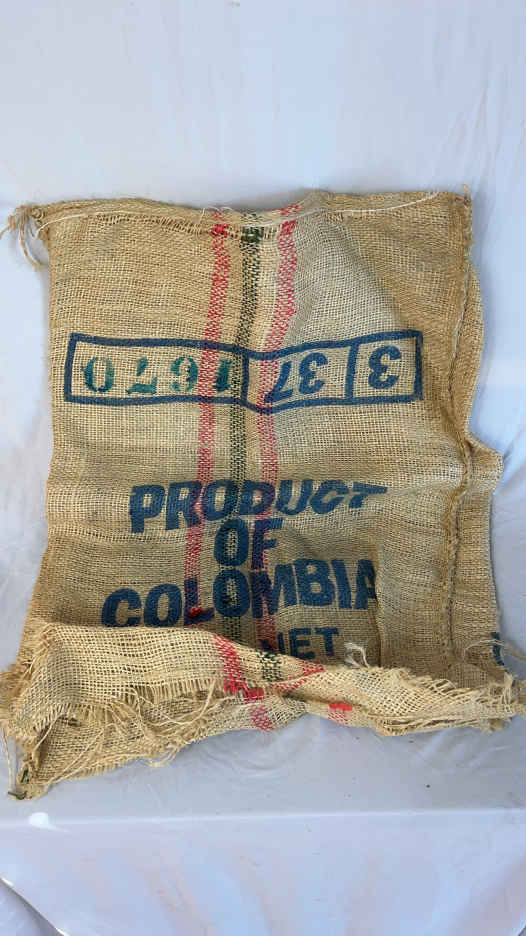 3 37 1670
PRODUCT
OF
COLOMBIA
NET